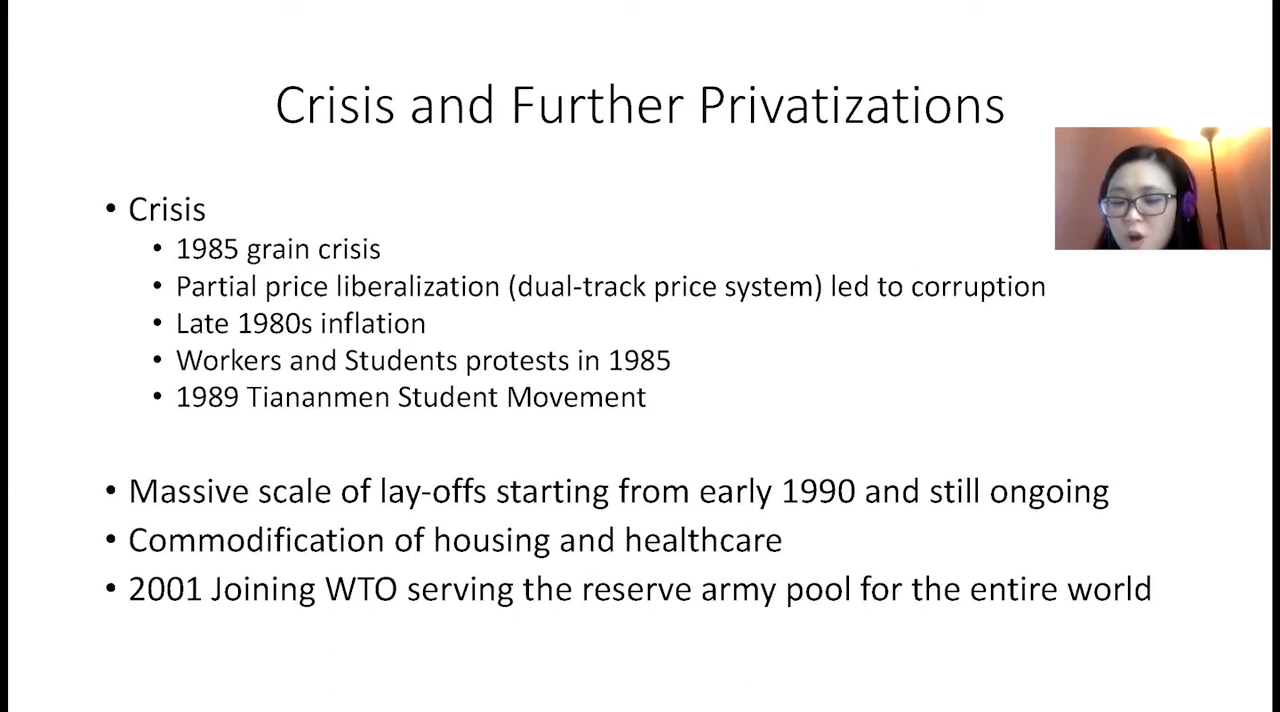 Crisis and Further Privatizations
• Crisis
• 1985 grain crisis
• Partial price liberalization (dual-track price system) led to corruption
• Late 1980s inflation
• Workers and Students protests in 1985
• 1989 Tiananmen Student Movement
• Massive scale of lay-offs starting from early 1990 and still ongoing
• Commodification of housing and healthcare
• 2001 Joining WTO serving the reserve army pool for the entire world